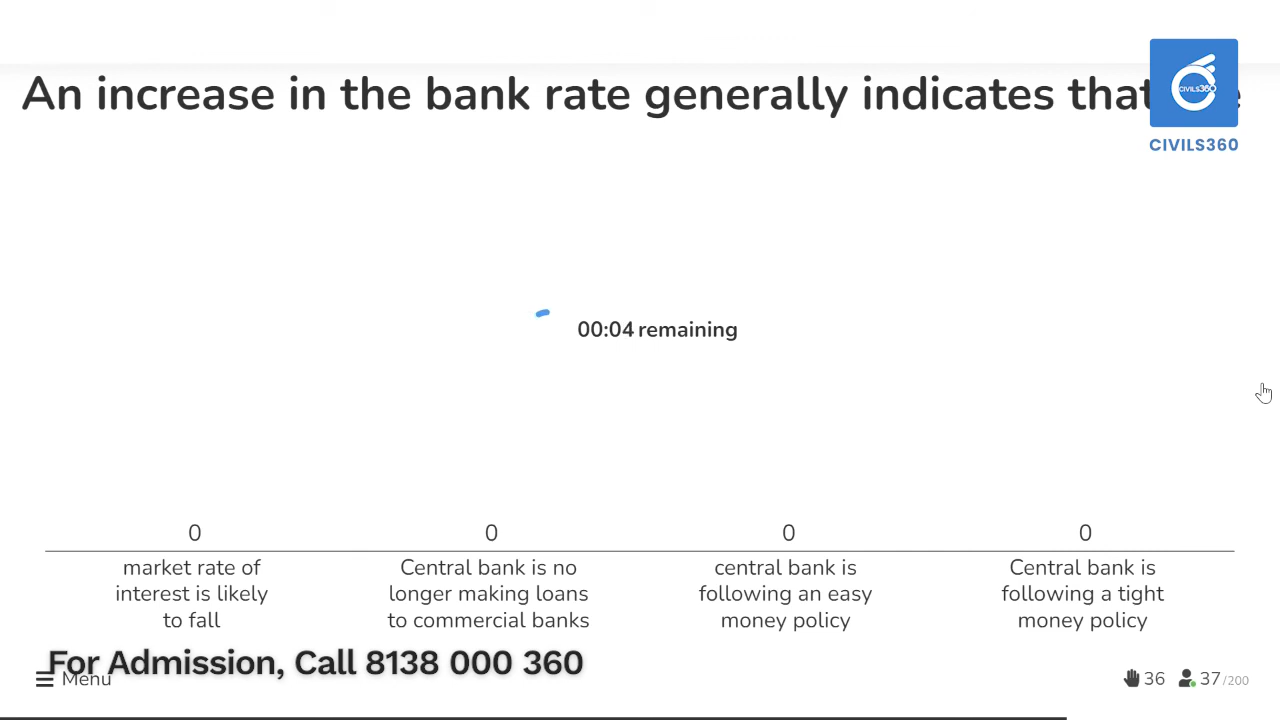 An increase in the bank rate generally indicates that
CIVILS360
CIVILS360
00:04 remaining
0
0
0
0
market rate of
interest is likely
to fall
Central bank is no
longer making loans
to commercial banks
central bank is
following an easy
money policy
Central bank is
following a tight
money policy
For Admission, Call 8138 000 360
Menu
36
37/200